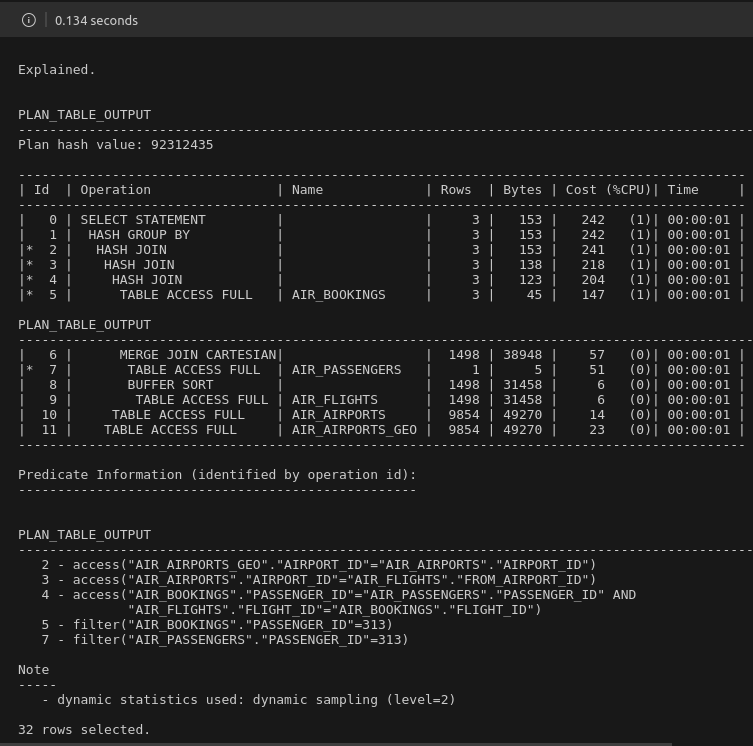 0.134 seconds
Explained.
PLAN_TABLE_OUTPUT
-----------------------------------------------------------------------------------------------
Plan hash value: 92312435
---------------------------------------------------------------------------------------------
| Id  | Operation                | Name             | Rows  | Bytes | Cost (%CPU)| Time     |
---------------------------------------------------------------------------------------------
|   0 | SELECT STATEMENT         |                  |     3 |   153 |   242   (1)| 00:00:01 |
|   1 |  HASH GROUP BY           |                  |     3 |   153 |   242   (1)| 00:00:01 |
|*  2 |   HASH JOIN              |                  |     3 |   153 |   241   (1)| 00:00:01 |
|*  3 |    HASH JOIN             |                  |     3 |   138 |   218   (1)| 00:00:01 |
|*  4 |     HASH JOIN            |                  |     3 |   123 |   204   (1)| 00:00:01 |
|*  5 |      TABLE ACCESS FULL   | AIR_BOOKINGS     |     3 |    45 |   147   (1)| 00:00:01 |
PLAN_TABLE_OUTPUT
-----------------------------------------------------------------------------------------------
|   6 |      MERGE JOIN CARTESIAN|                  |  1498 | 38948 |    57   (0)| 00:00:01 |
|*  7 |       TABLE ACCESS FULL  | AIR_PASSENGERS   |     1 |     5 |    51   (0)| 00:00:01 |
|   8 |       BUFFER SORT        |                  |  1498 | 31458 |     6   (0)| 00:00:01 |
|   9 |        TABLE ACCESS FULL | AIR_FLIGHTS      |  1498 | 31458 |     6   (0)| 00:00:01 |
|  10 |     TABLE ACCESS FULL    | AIR_AIRPORTS     |  9854 | 49270 |    14   (0)| 00:00:01 |
|  11 |    TABLE ACCESS FULL     | AIR_AIRPORTS_GEO |  9854 | 49270 |    23   (0)| 00:00:01 |
---------------------------------------------------------------------------------------------
Predicate Information (identified by operation id):
---------------------------------------------------
PLAN_TABLE_OUTPUT
-----------------------------------------------------------------------------------------------
   2 - access("AIR_AIRPORTS_GEO"."AIRPORT_ID"="AIR_AIRPORTS"."AIRPORT_ID")
   3 - access("AIR_AIRPORTS"."AIRPORT_ID"="AIR_FLIGHTS"."FROM_AIRPORT_ID")
   4 - access("AIR_BOOKINGS"."PASSENGER_ID"="AIR_PASSENGERS"."PASSENGER_ID" AND
              "AIR_FLIGHTS"."FLIGHT_ID"="AIR_BOOKINGS"."FLIGHT_ID")
   5 - filter("AIR_BOOKINGS"."PASSENGER_ID"=313)
   7 - filter("AIR_PASSENGERS"."PASSENGER_ID"=313)
Note
-----
   - dynamic statistics used: dynamic sampling (level=2)
32 rows selected.